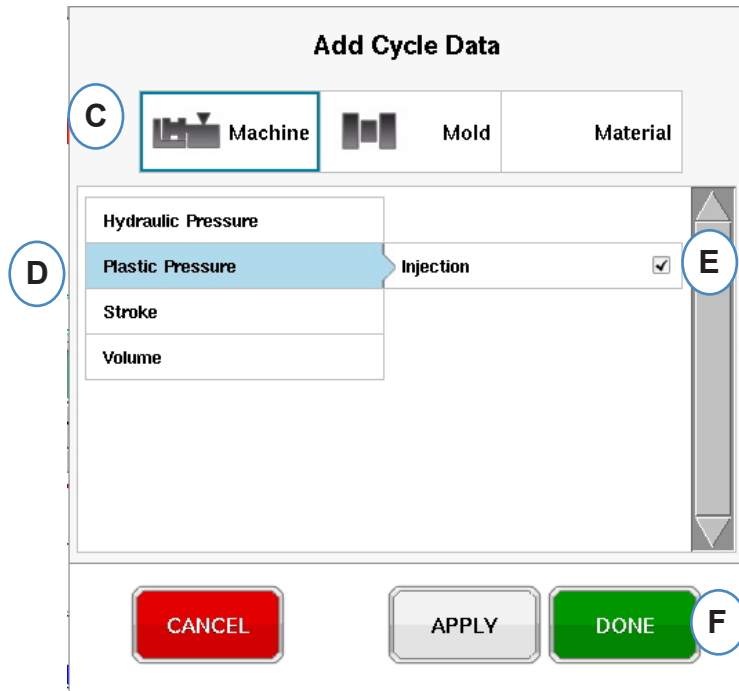 Add Cycle Data
C
Machine
Mold
Material
Hydraulic Pressure
D
Plastic Pressure
Injection
E
Stroke
Volume
CANCEL
APPLY
DONE
F